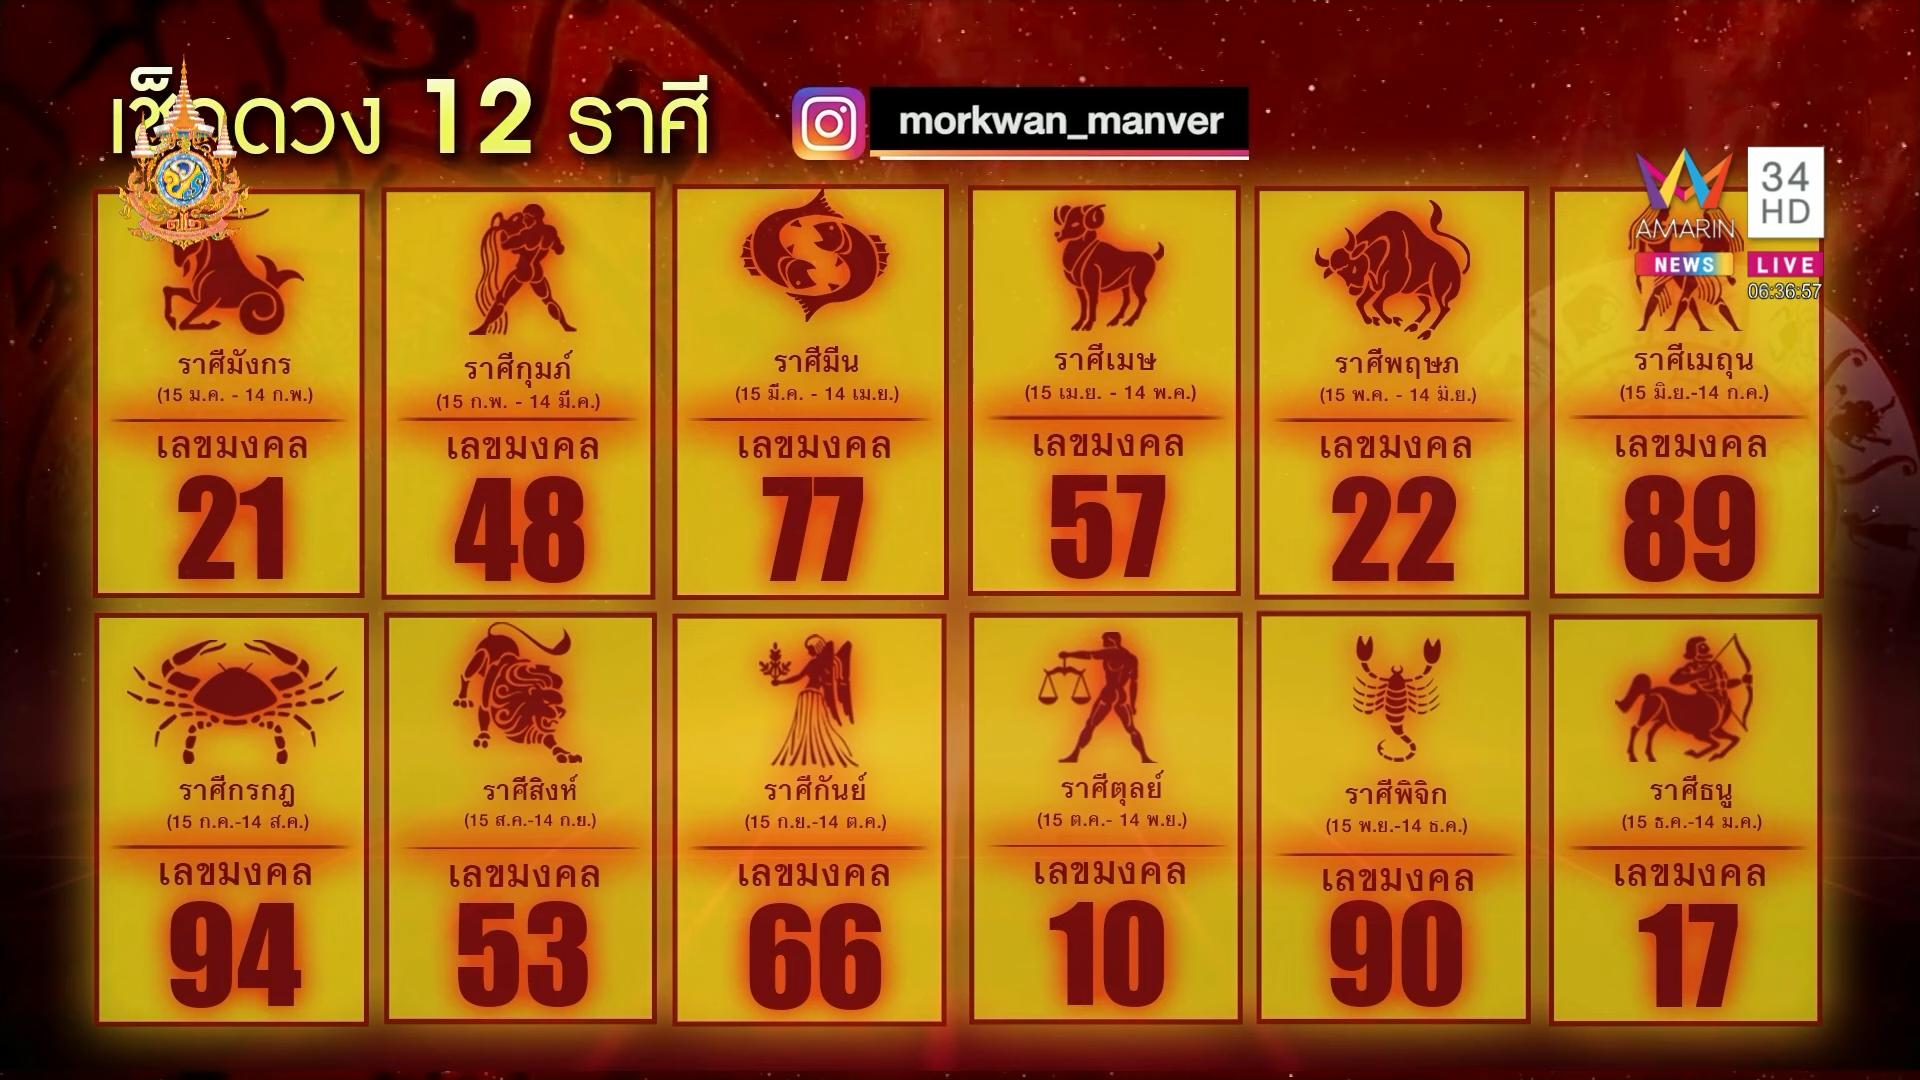 เช็กดวง 12 ราศี
morkwan_manver
AMARIN
NEWS
34
HD
LIVE
06:36:57
ราศีมังกร
(15 ม.ค. - 14 ก.พ.)
เลขมงคล
21
ราศีกุมภ์
(15 ก.พ. - 14 มี.ค.)
เลขมงคล
48
ราศีมีน
(15 มี.ค. - 14 เม.ย.)
เลขมงคล
77
ราศีเมษ
(15 เม.ย. - 14 พ.ค.)
เลขมงคล
57
ราศีพฤษภ
(15 พ.ค. - 14 มิ.ย.)
เลขมงคล
22
ราศีเมถุน
(15 มิ.ย.-14 ก.ค.)
เลขมงคล
89
ราศีกรกฎ
(15 ก.ค.-14 ส.ค.)
เลขมงคล
94
ราศีสิงห์
(15 ส.ค.-14 ก.ย.)
เลขมงคล
53
ราศีกันย์
(15 ก.ย.-14 ต.ค.)
เลขมงคล
66
ราศีตุลย์
(15 ต.ค.- 14 พ.ย.)
เลขมงคล
10
ราศีพิจิก
(15 พ.ย.-14 ธ.ค.)
เลขมงคล
90
ราศีธนู
(15 ธ.ค.-14 ม.ค.)
เลขมงคล
17